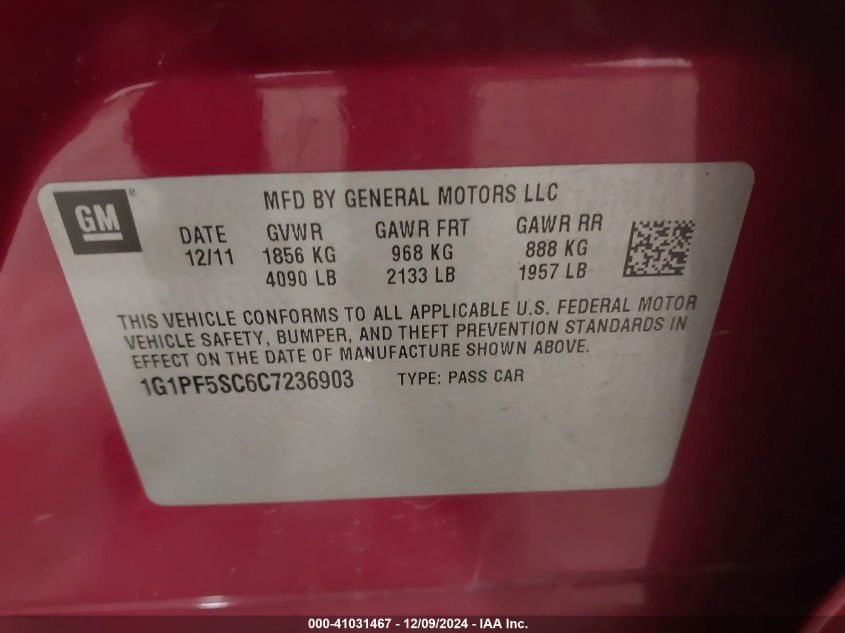 GM
MFD BY GENERAL MOTORS LLC
DATE GVWR GAWR FRT GAWR RR
12/11 1856 KG 968 KG 888 KG
4090 LB 2133 LB 1957 LB
THIS VEHICLE CONFORMS TO ALL APPLICABLE U.S. FEDERAL MOTOR
VEHICLE SAFETY, BUMPER, AND THEFT PREVENTION STANDARDS IN
EFFECT ON THE DATE OF MANUFACTURE SHOWN ABOVE.
1G1PF5SC6C7236903 TYPE: PASS CAR
000-41031467 - 12/09/2024 - IAA Inc.